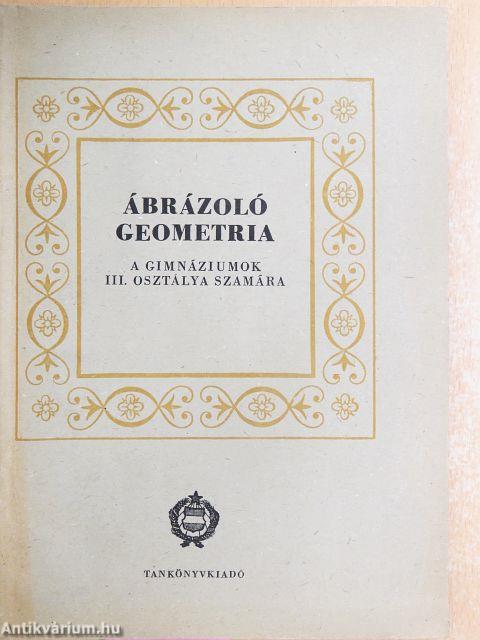 ÁBRÁZOLÓ
GEOMETRIA
A GIMNÁZIUMOK
III. OSZTÁLYA SZAMÁRA
TANKÖNYVKIADÓ
Antikvárium.hu